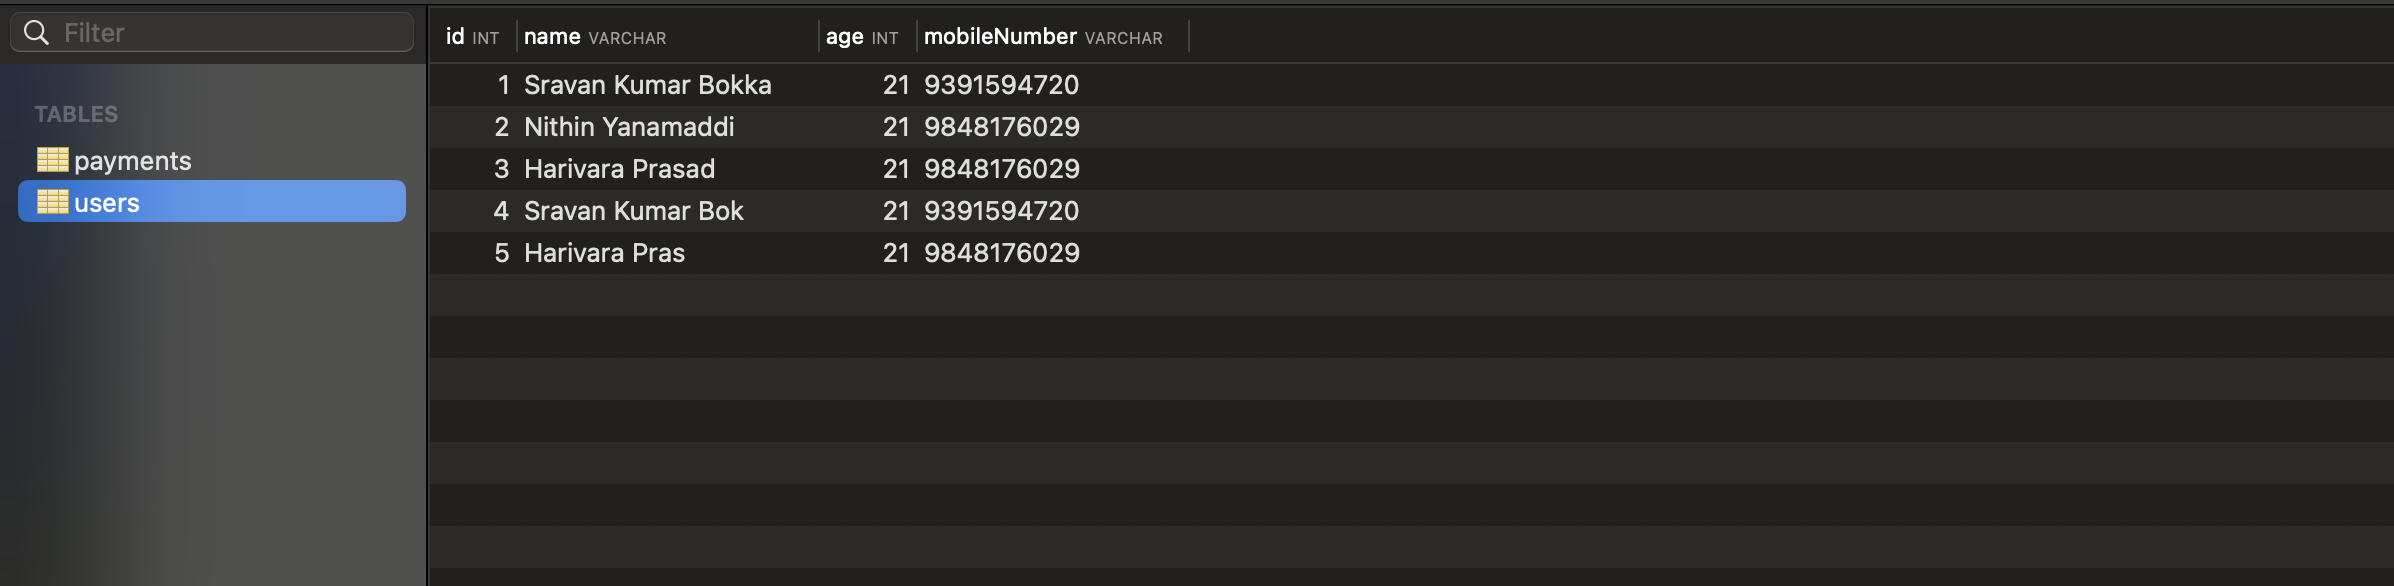 Filter
TABLES
payments
users
id INT name VARCHAR age INT mobileNumber VARCHAR
1 Sravan Kumar Bokka 21 9391594720
2 Nithin Yanamaddi 21 9848176029
3 Harivara Prasad 21 9848176029
4 Sravan Kumar Bok 21 9391594720
5 Harivara Pras 21 9848176029